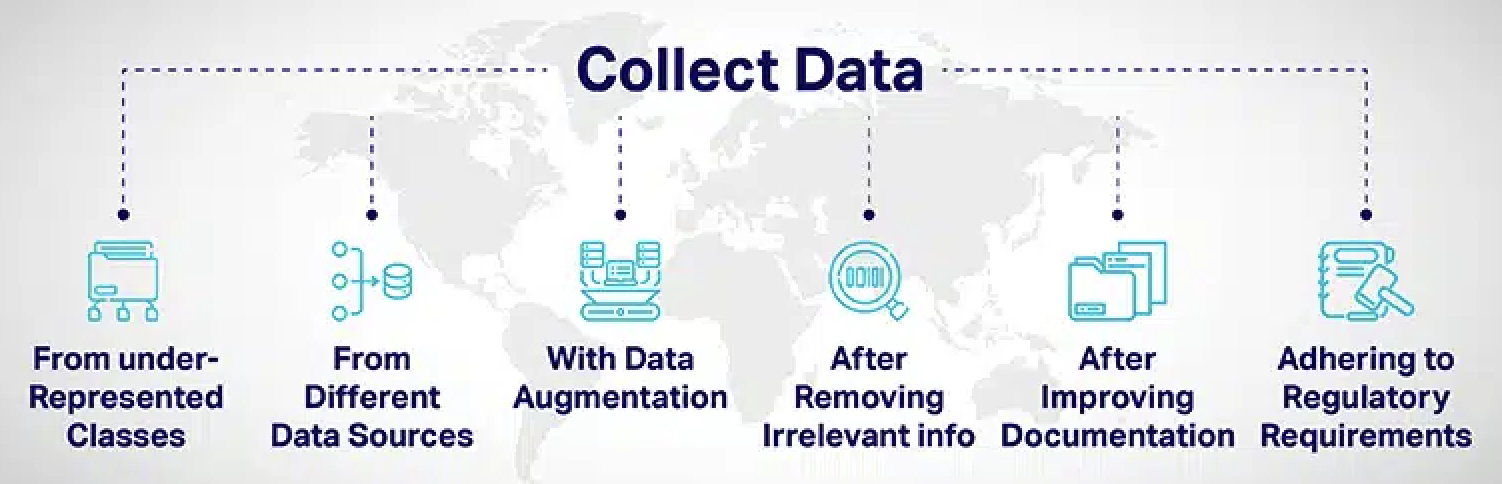 Collect Data
From under-
Represented
Classes
From
Different
Data Sources
With Data
Augmentation
After
Removing
Irrelevant info
After
Improving
Documentation
Adhering to
Regulatory
Requirements